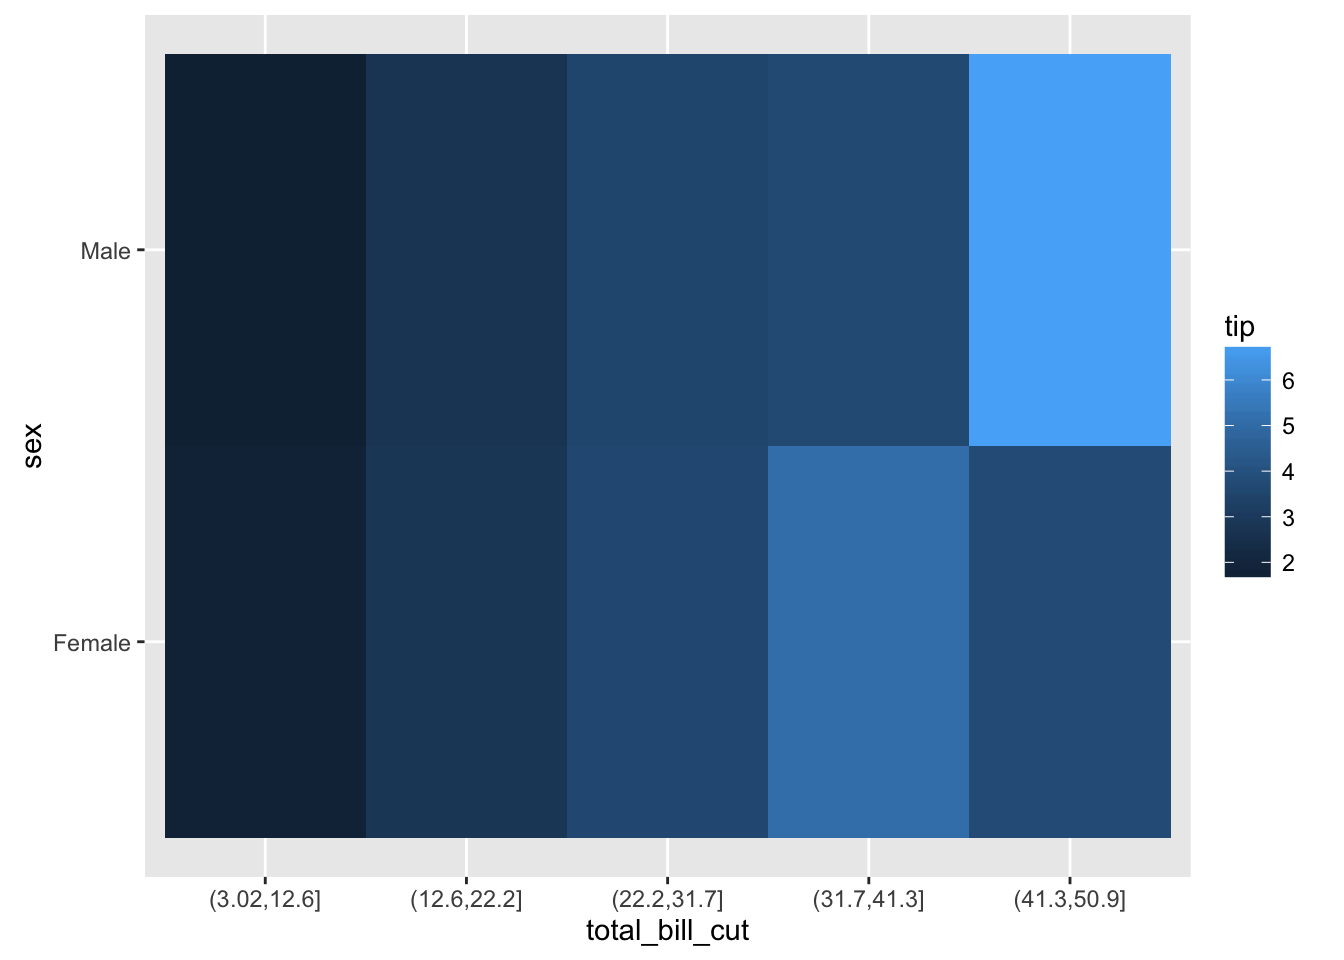 Male
Female
sex
(3.02,12.6]
(12.6,22.2]
(22.2,31.7]
(31.7,41.3]
(41.3,50.9]
total_bill_cut
tip
6
5
4
3
2